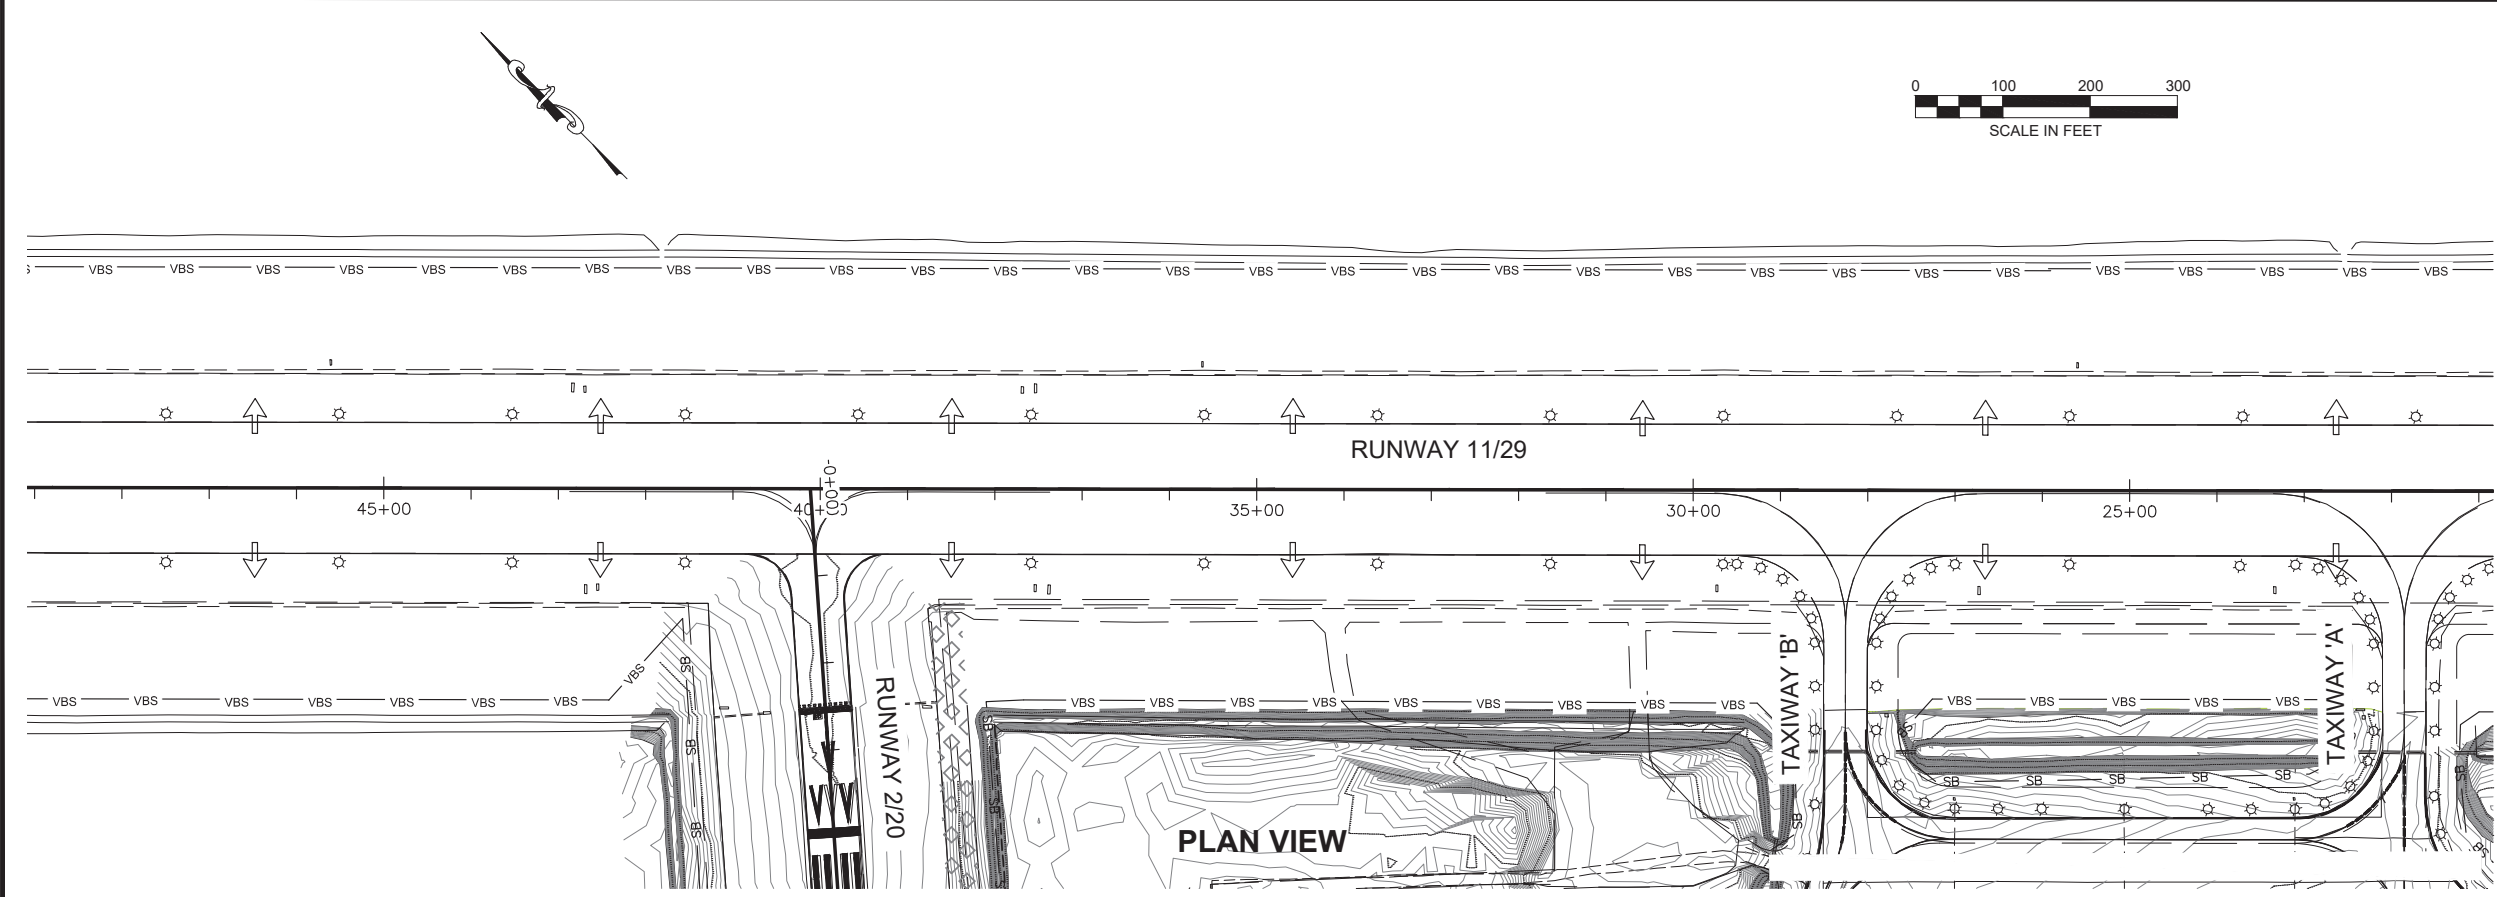 0 100 200 300
SCALE IN FEET
VBS VBS VBS VBS VBS VBS VBS VBS VBS VBS VBS VBS VBS VBS VBS VBS VBS VBS VBS VBS VBS VBS VBS VBS VBS VBS VBS VBS VBS
RUNWAY 11/29
-0+00
45+00 40+00 35+00 30+00 25+00
VBS
SB
TAXIWAY 'B'
TAXIWAY 'A'
VBS VBS VBS VBS VBS VBS VBS
VBS VBS VBS VBS VBS VBS VBS VBS VBS
VBS VBS VBS VBS VBS
RUNWAY 2/20
SB
SB
SB
SB
SB
SB SB SB SB SB
SB
SB
SB
PLAN VIEW